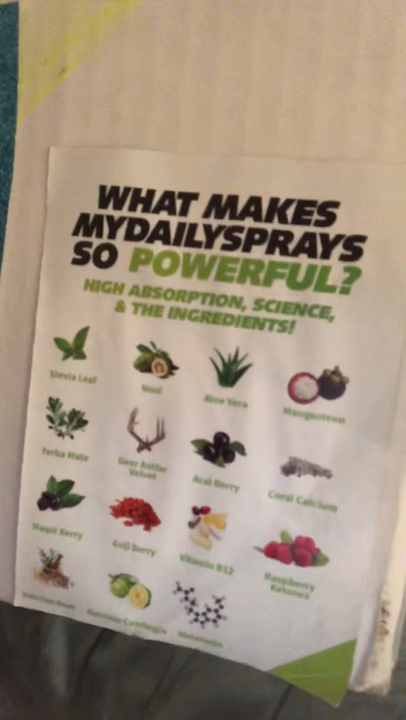 WHAT MAKES
MYDAILYSPRAYS
SO POWERFUL?
HIGH ABSORPTION, SCIENCE,
& THE INGREDIENTS!
Stevia Leaf
Noni
Aloe Vera
Mangosteen
Yerba Mate
Deer Antler
Velvet
Acai Berry
Coral Calcium
Maqui Berry
Goji Berry
Vitamin B12
Raspberry
Ketones
Valerian Root
Garcinia Cambogia
Melatonin